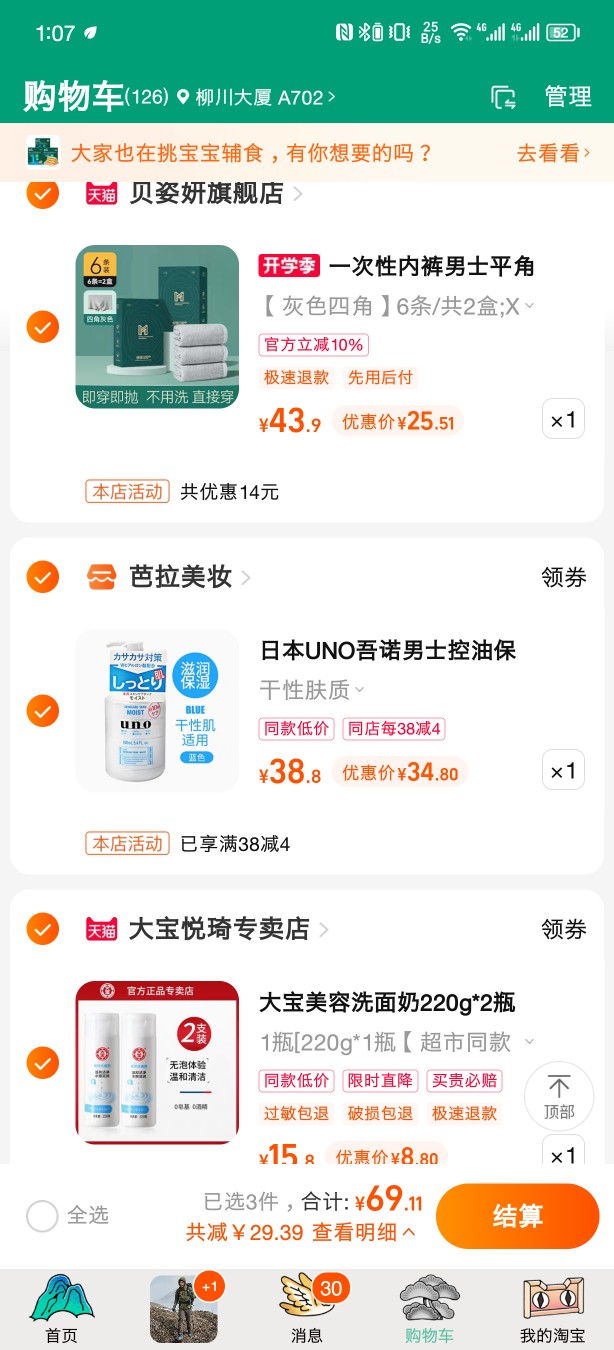 1:07
25 B/s
4G
4G
52
购物车(126) 柳川大厦 A702>
管理
大家也在挑宝宝辅食，有你想要的吗？
去看看>
天猫 贝姿妍旗舰店 >
6条装
6条=2盒
四角灰色
即穿即抛 不用洗 直接穿
开学季 一次性内裤男士平角
【灰色四角】6条/共2盒;X
官方立减10%
极速退款 先用后付
¥43.9 优惠价¥25.51
×1
本店活动 共优惠14元
芭拉美妆 >
领券
カサカサ対策
しっとり
肌
モイスト
MOIST
uno
滋润保湿
BLUE
干性肌
适用
蓝色
日本UNO吾诺男士控油保
干性肤质
同款低价 同店每38减4
¥38.8 优惠价¥34.80
×1
本店活动 已享满38减4
天猫 大宝悦琦专卖店 >
领券
官方正品专卖店
2支装
无泡体验
温和清洁
0皂基 0酒精
大宝美容洗面奶220g*2瓶
1瓶[220g*1瓶【超市同款
同款低价 限时直降 买贵必赔
过敏包退 破损包退 极速退款
¥15.8 优惠价¥8.80
×1
顶部
全选
已选3件，合计:¥69.11
共减¥29.39 查看明细
结算
+1
30
首页
消息
购物车
我的淘宝